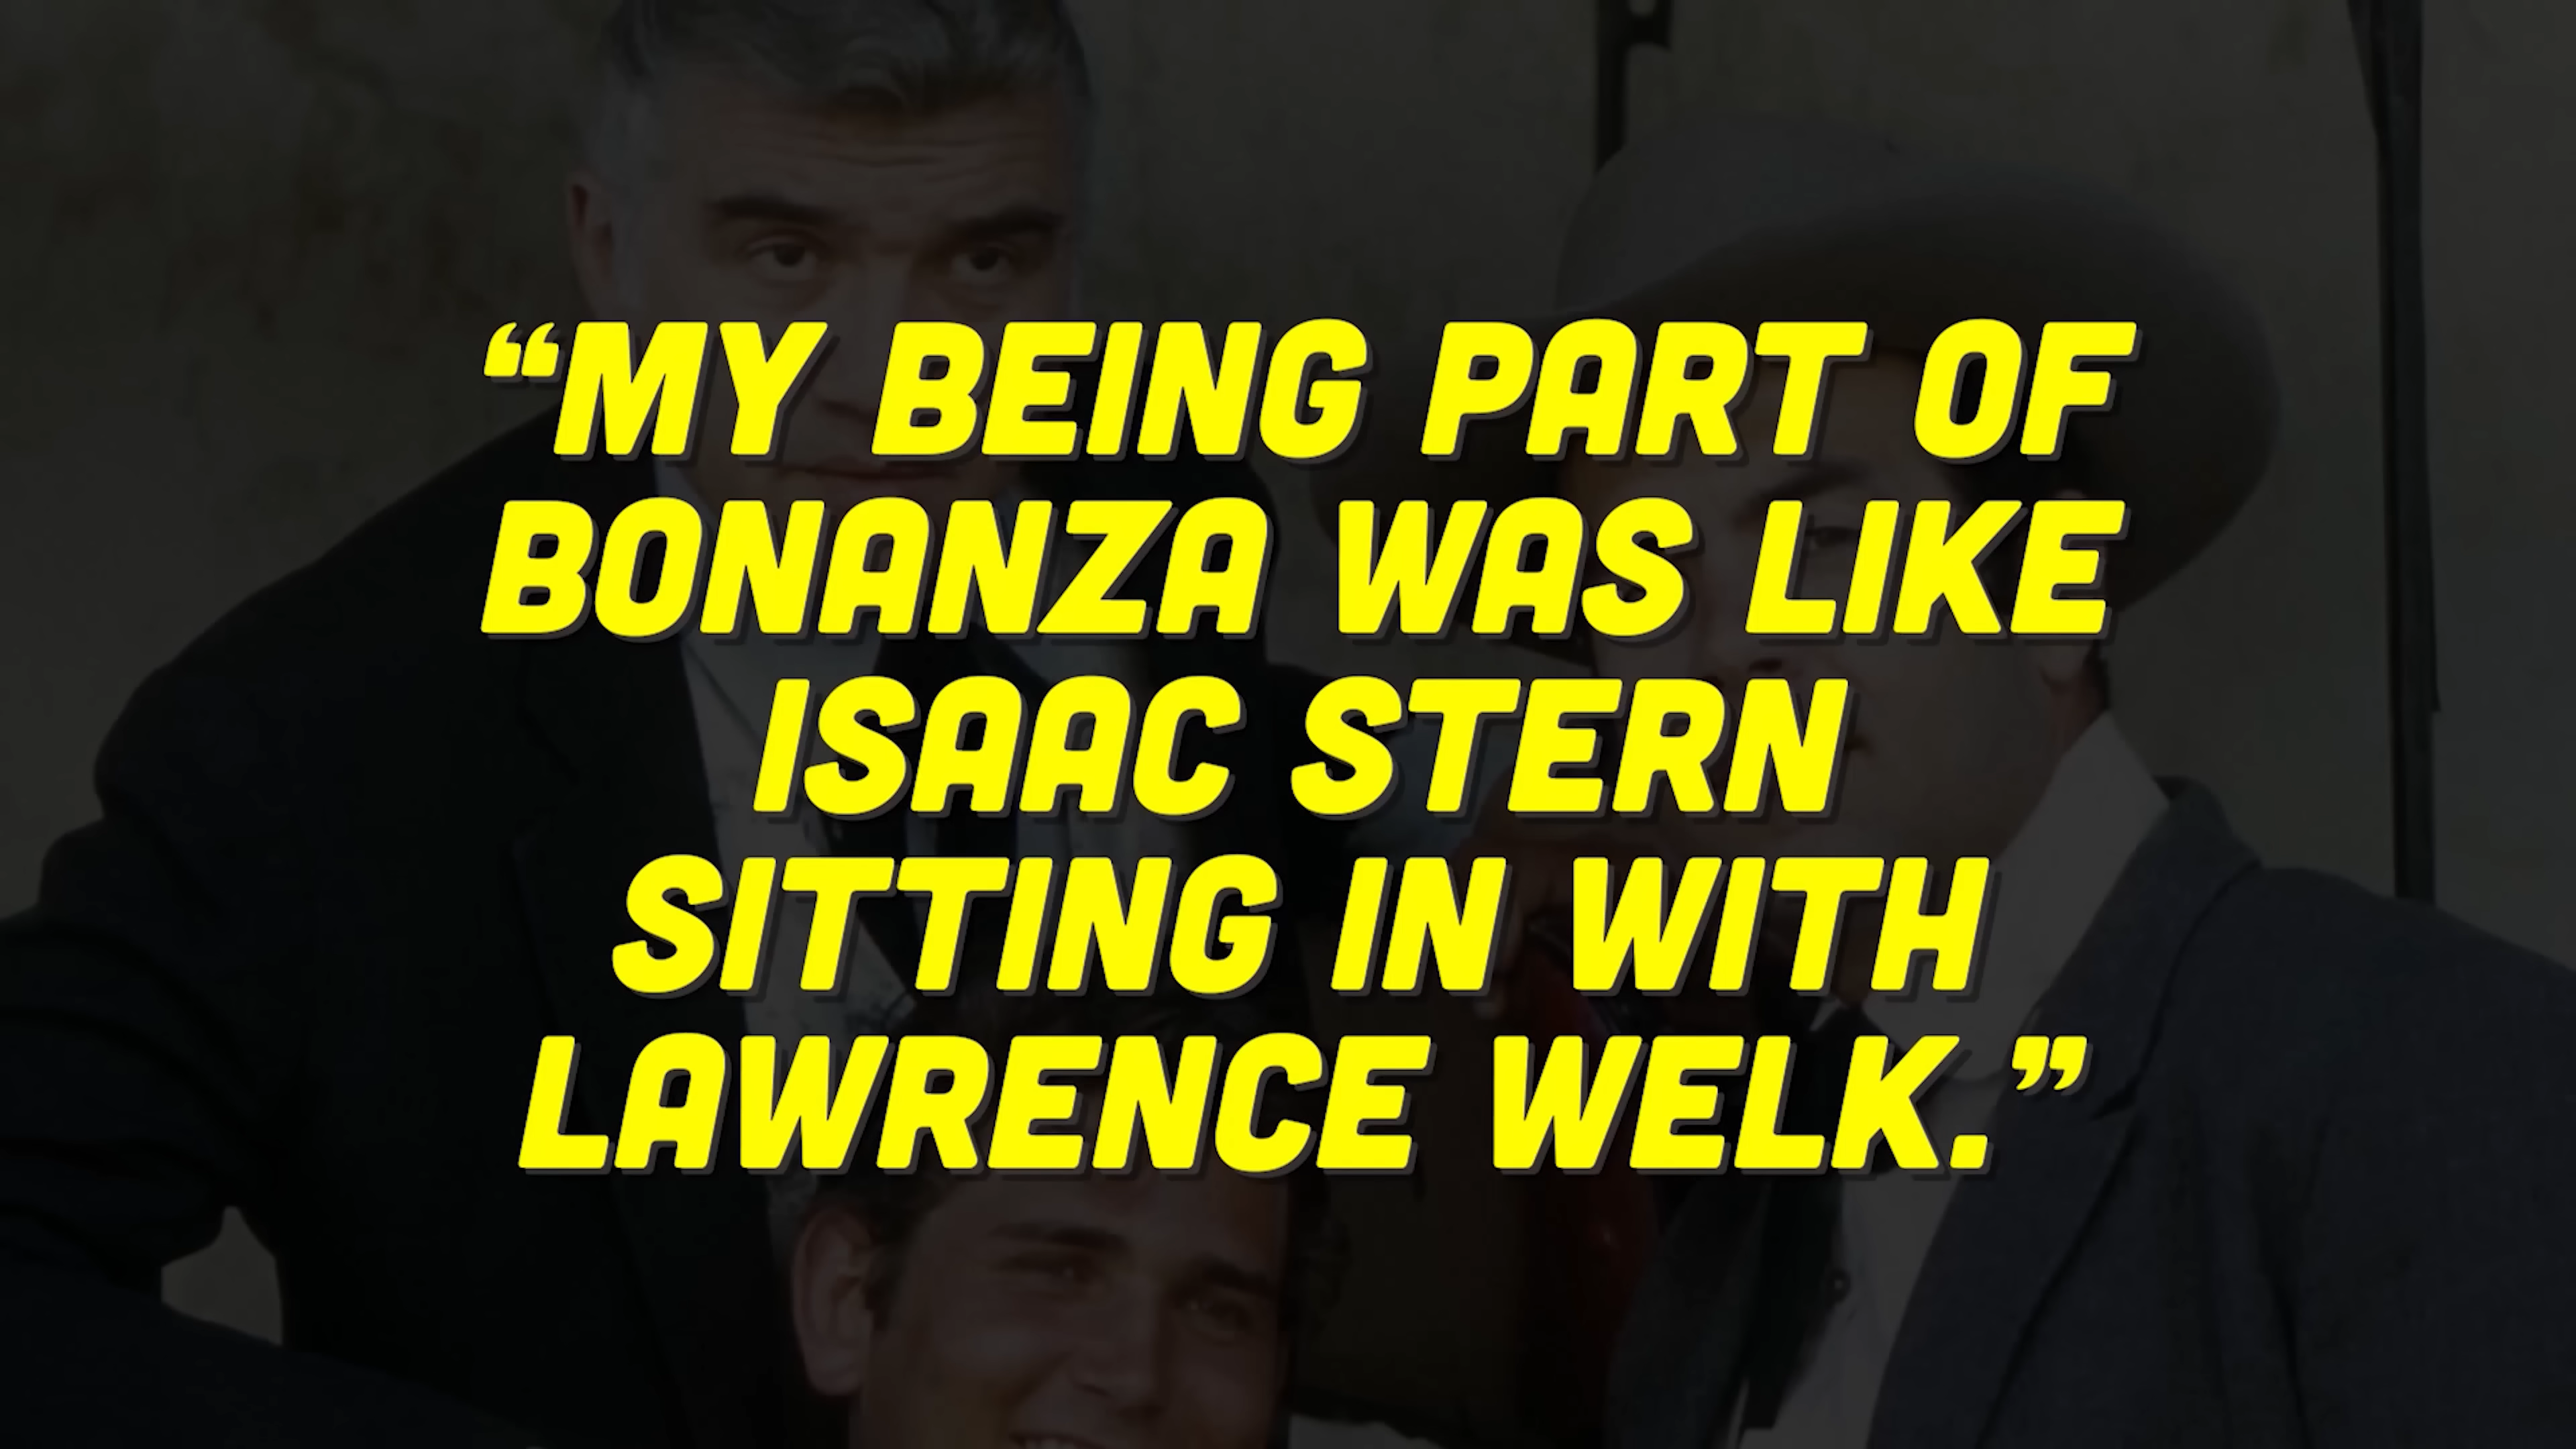 “MY BEING PART OF
BONANZA WAS LIKE
ISAAC STERN
SITTING IN WITH
LAWRENCE WELK.”